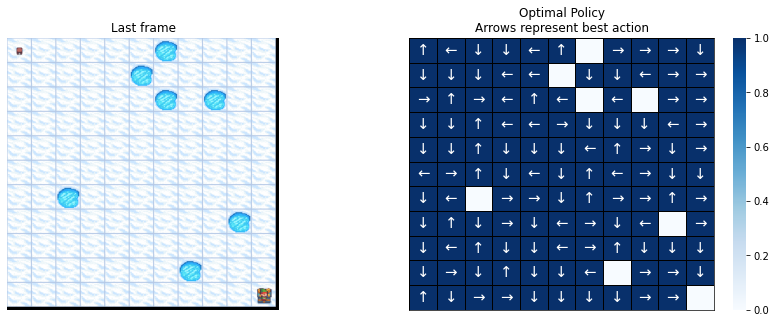 Last frame
Optimal Policy
Arrows represent best action
↑ ← ↓ ↓ ← ↑ → → → ↓
↓ ↓ ↓ ← ← ↓ ↓ ← →
→ ↑ → ← ↑ ← ← → →
↓ ↓ ↑ ← ← → ↓ ↓ ↓ ← →
↓ ↓ ↑ ↓ ↓ ↓ ← ↑ → ↓ →
← → ↑ ↓ ← ↓ ↑ ← → ↓ ↓
↓ ← → → ↓ ↑ → → ↑ →
↓ ↑ ↓ → ↓ ← → ↓ ← →
↓ ← ↑ ↓ ↓ ← → ↑ ↓ ↓ ↓
↓ → ↓ ↑ ↓ ↓ ← → → ↓
↑ ↓ → → ↓ ↓ ↓ ↓ → →
1.0
0.8
0.6
0.4
0.2
0.0